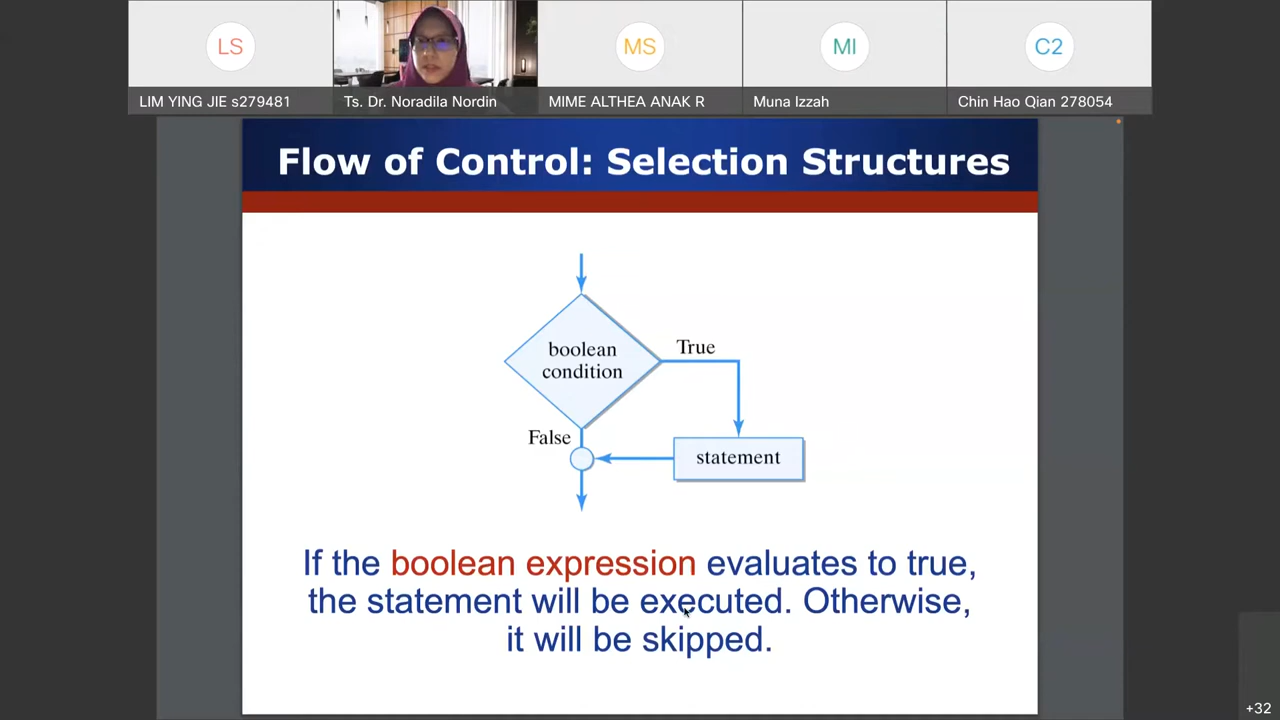 LS
MS
MI
C2
LIM YING JIE s279481
Ts. Dr. Noradila Nordin
MIME ALTHEA ANAK R
Muna Izzah
Chin Hao Qian 278054
Flow of Control: Selection Structures
boolean
condition
True
False
statement
If the boolean expression evaluates to true,
the statement will be executed. Otherwise,
it will be skipped.
+32